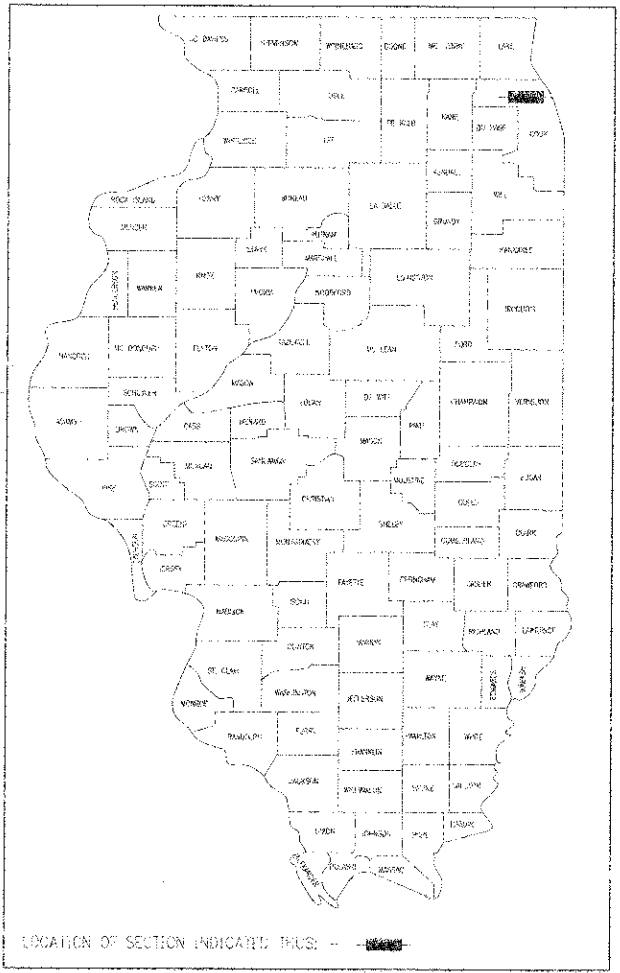 JO DAVIESS STEPHENSON WINNEBAGO BOONE MC HENRY LAKE
CARROLL OGLE DE KALB KANE DU PAGE COOK
WHITESIDE LEE
ROCK ISLAND HENRY BUREAU LA SALLE KENDALL WILL
MERCER PUTNAM GRUNDY
STARK MARSHALL KANKAKEE
HENDERSON WARREN KNOX PEORIA WOODFORD LIVINGSTON IROQUOIS
HANCOCK MC DONOUGH FULTON TAZEWELL MC LEAN FORD
SCHUYLER MASON LOGAN DE WITT CHAMPAIGN VERMILION
ADAMS BROWN CASS MENARD MACON PIATT
MORGAN SANGAMON MOULTRIE DOUGLAS EDGAR
PIKE SCOTT CHRISTIAN SHELBY COLES
GREENE MACOUPIN MONTGOMERY CUMBERLAND CLARK
CALHOUN JERSEY FAYETTE EFFINGHAM JASPER CRAWFORD
MADISON BOND CLAY RICHLAND LAWRENCE
CLINTON MARION
ST. CLAIR WAYNE EDWARDS WABASH
MONROE WASHINGTON JEFFERSON
RANDOLPH PERRY HAMILTON WHITE
FRANKLIN
JACKSON WILLIAMSON SALINE GALLATIN
UNION JOHNSON POPE HARDIN
ALEXANDER PULASKI MASSAC
LOCATION OF SECTION INDICATED THUS: -